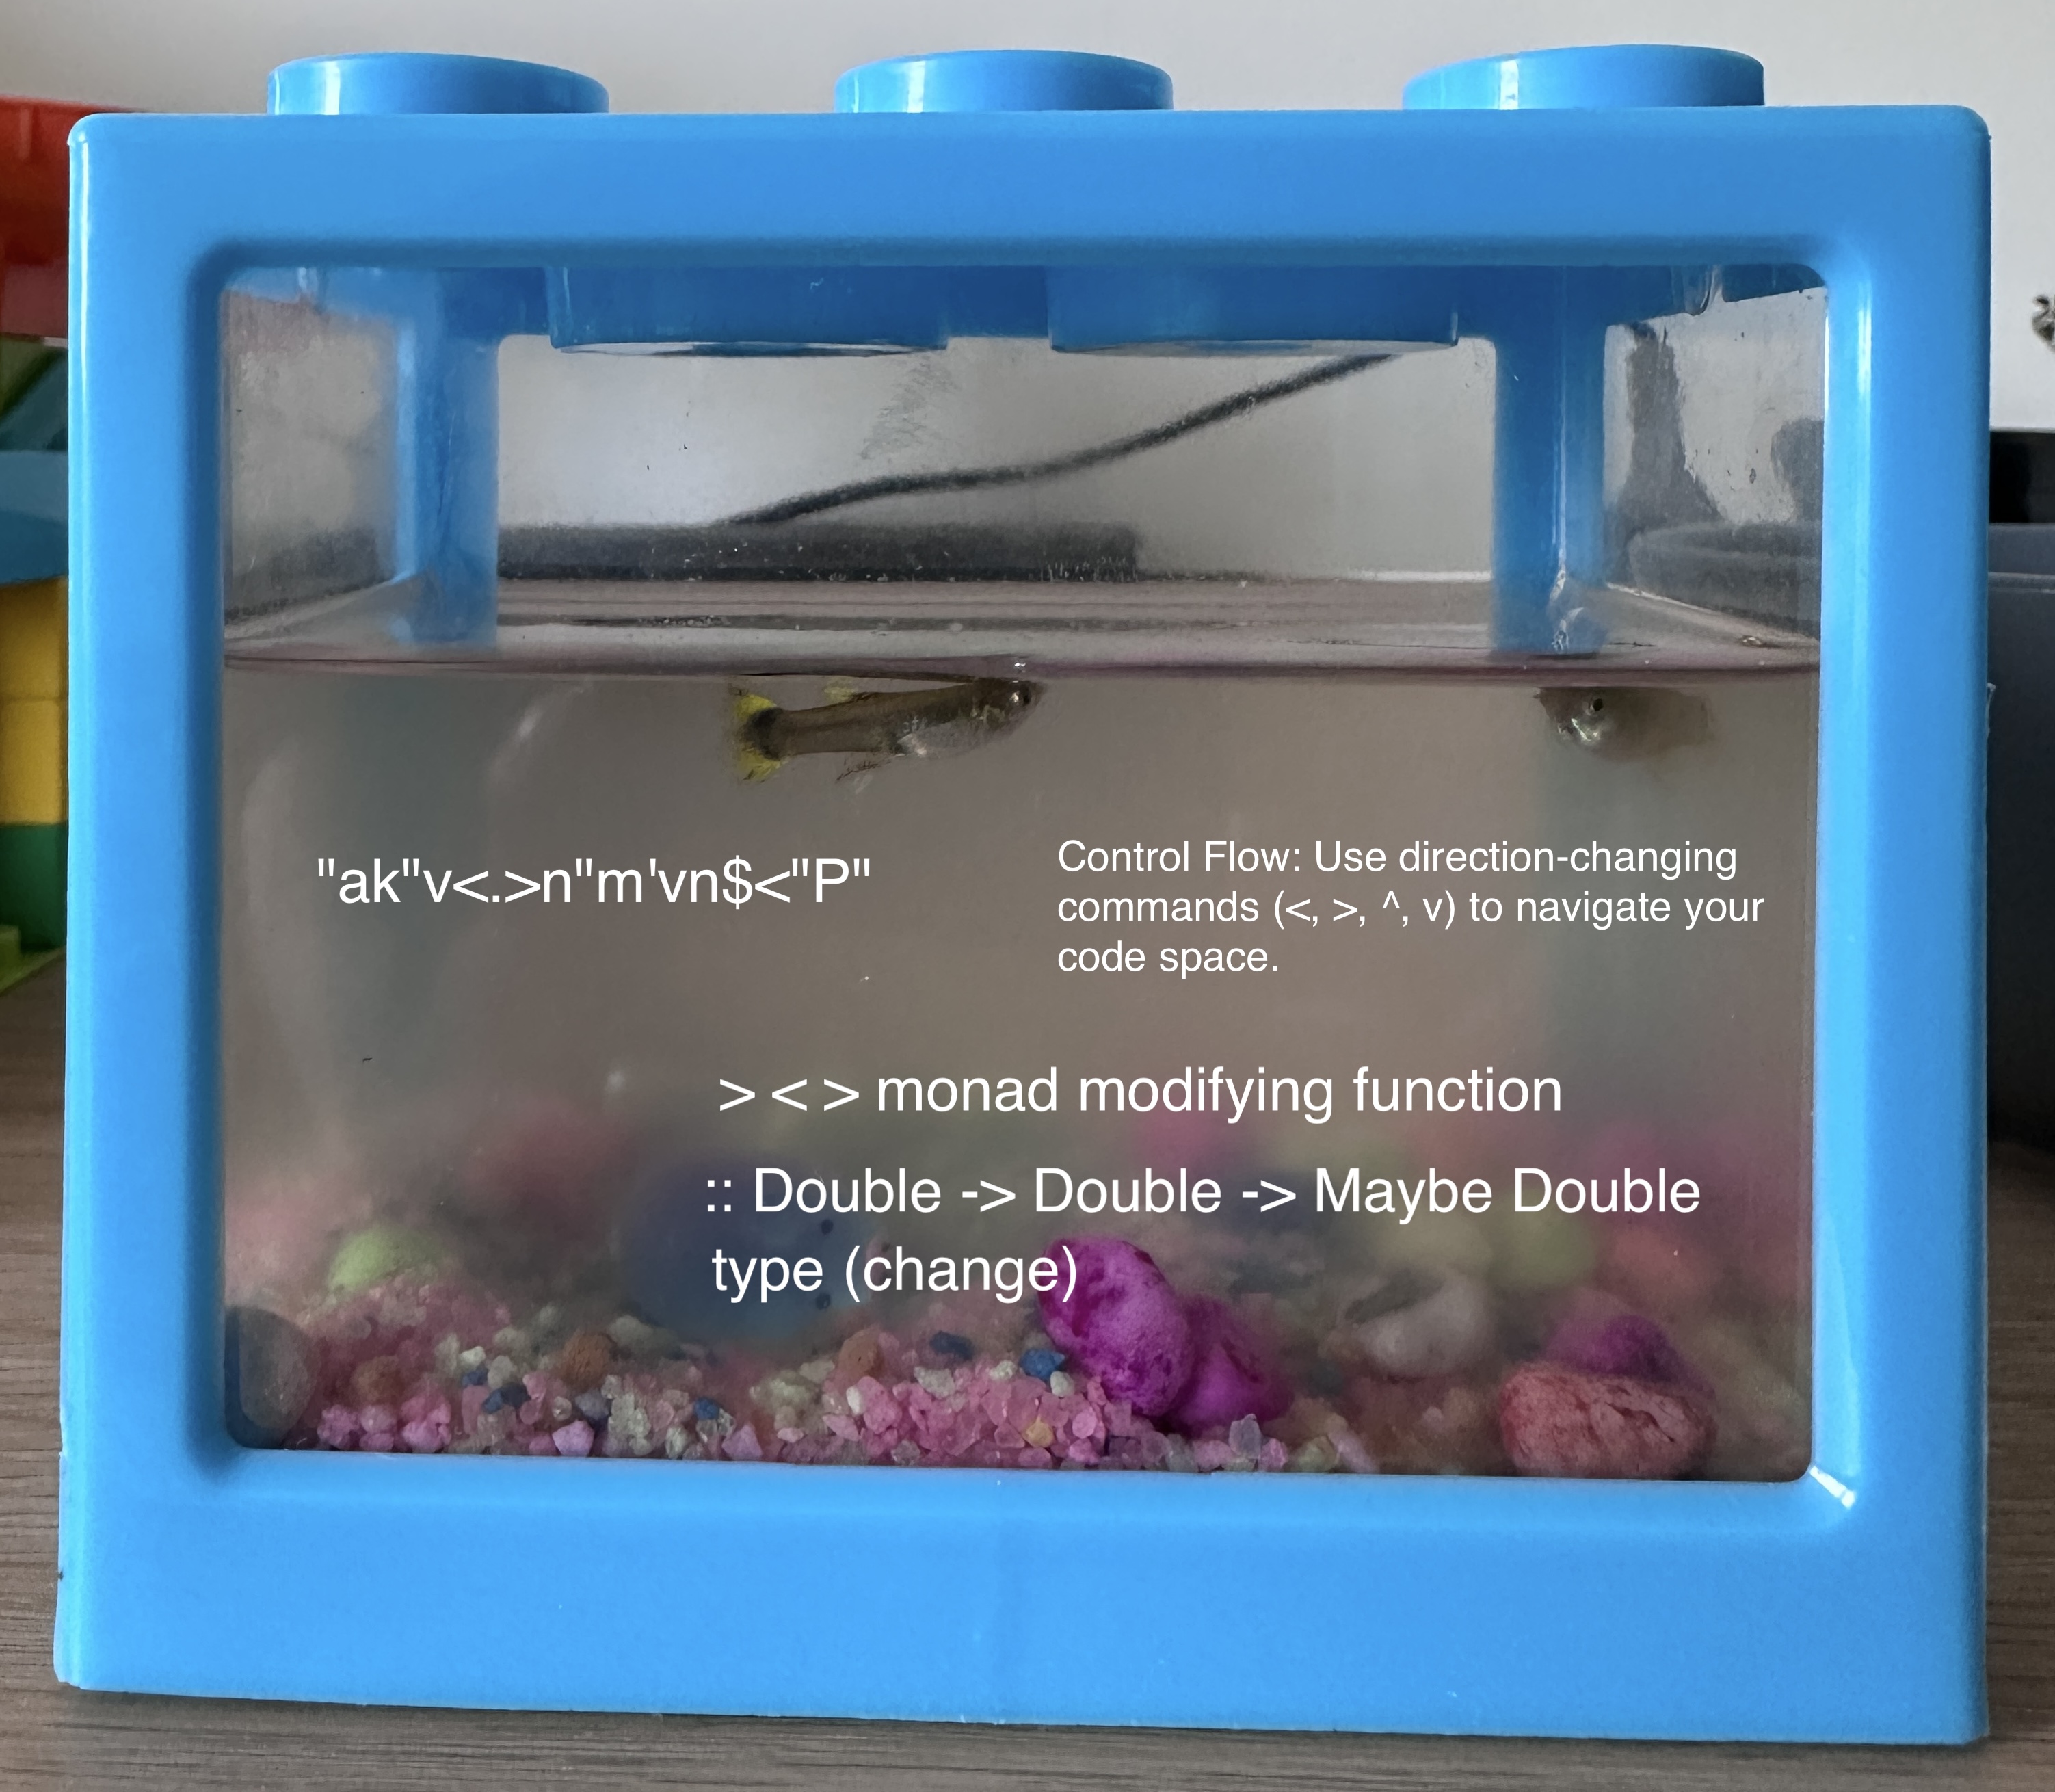 "ak"v<.>n"m'vn$<"P"
Control Flow: Use direction-changing
commands (<, >, ^, v) to navigate your
code space.
> < > monad modifying function
:: Double -> Double -> Maybe Double
type (change)